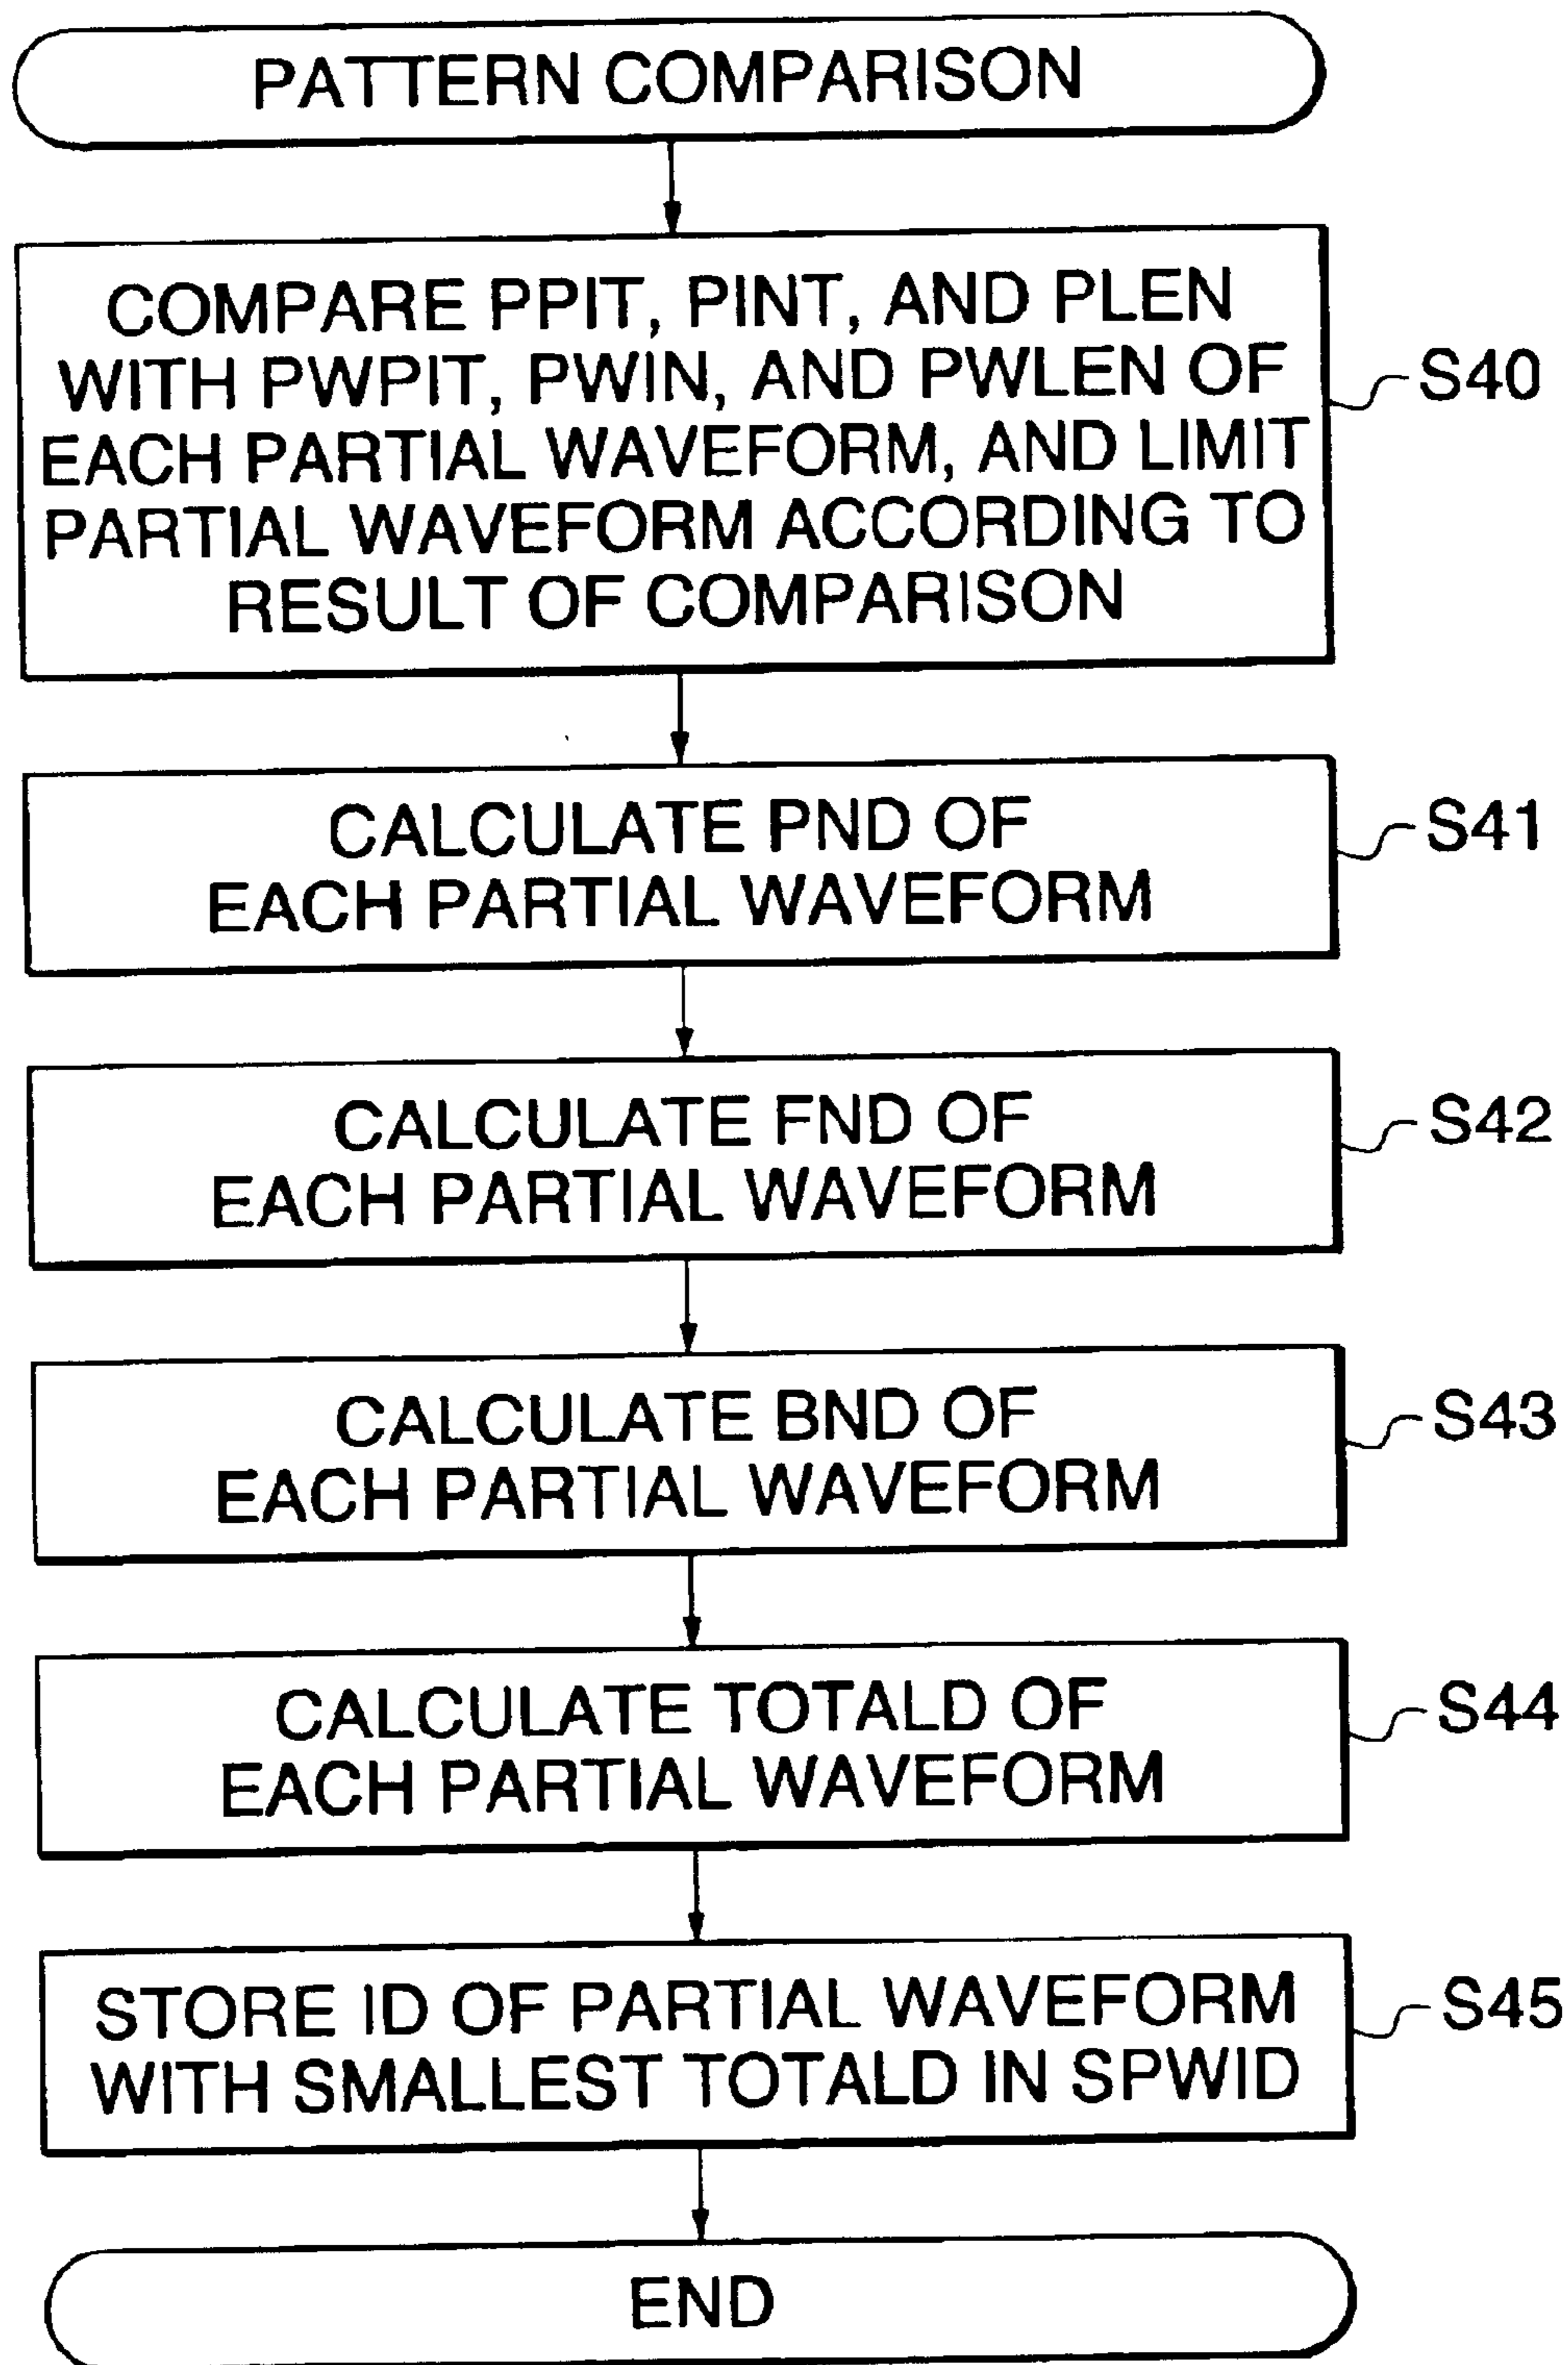 PATTERN COMPARISON
COMPARE PPIT, PINT, AND PLEN
WITH PWPIT, PWIN, AND PWLEN OF
EACH PARTIAL WAVEFORM, AND LIMIT
PARTIAL WAVEFORM ACCORDING TO
RESULT OF COMPARISON
S40
CALCULATE PND OF
EACH PARTIAL WAVEFORM
S41
CALCULATE FND OF
EACH PARTIAL WAVEFORM
S42
CALCULATE BND OF
EACH PARTIAL WAVEFORM
S43
CALCULATE TOTALD OF
EACH PARTIAL WAVEFORM
S44
STORE ID OF PARTIAL WAVEFORM
WITH SMALLEST TOTALD IN SPWID
S45
END